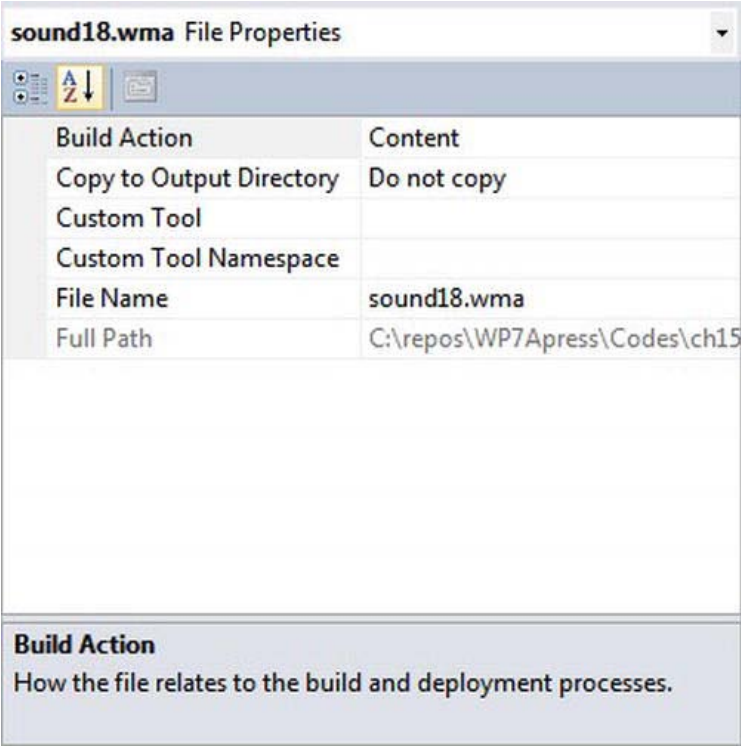 sound18.wma File Properties
A
Z
Build Action Content
Copy to Output Directory Do not copy
Custom Tool
Custom Tool Namespace
File Name sound18.wma
Full Path C:\repos\WP7Apress\Codes\ch15
Build Action
How the file relates to the build and deployment processes.